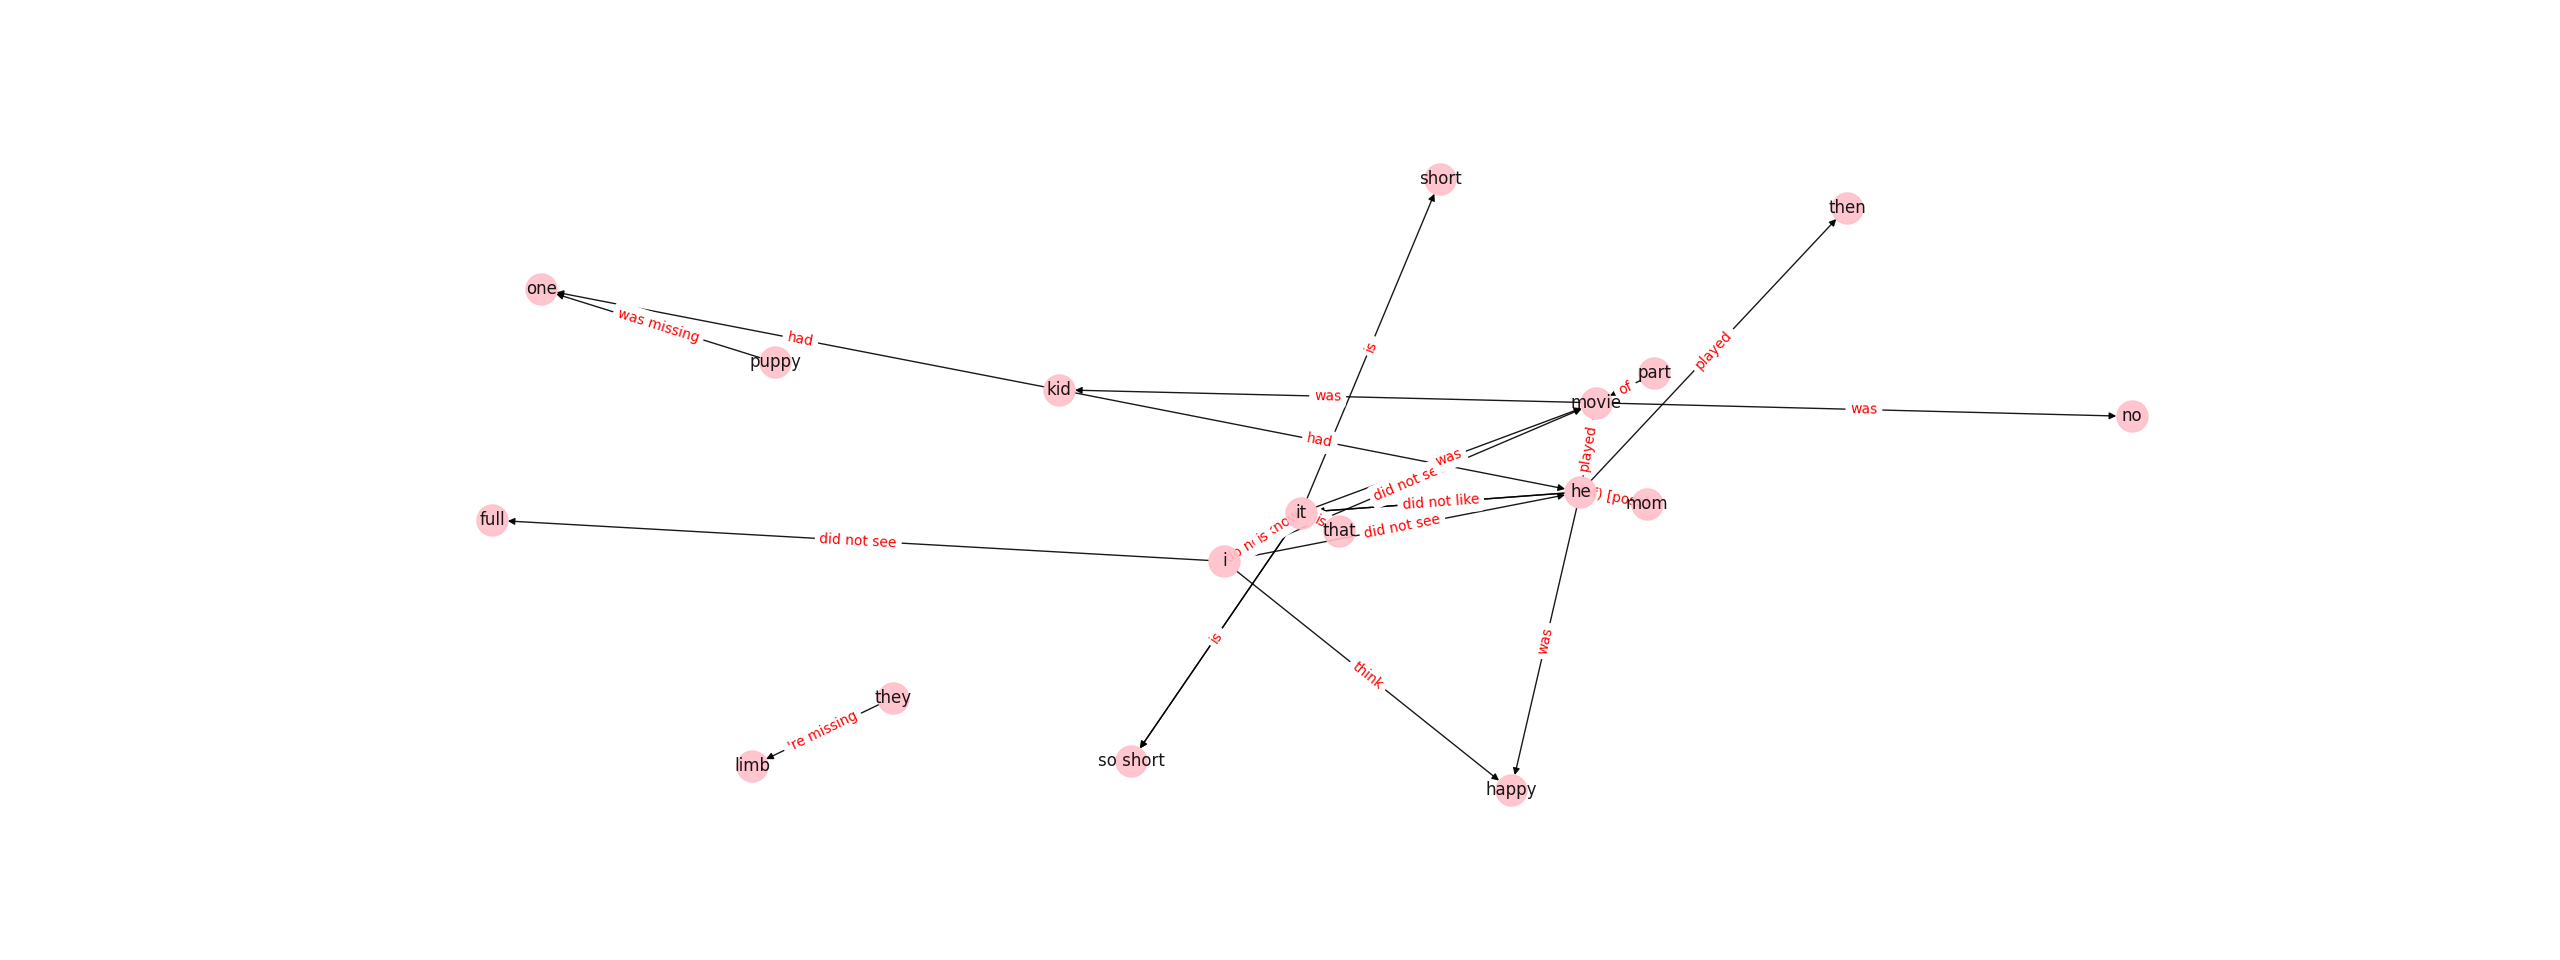 short
then
one
was missing
had
puppy
is
played
part
of
kid
was
movie
was
no
had
played
was
did not
did not like
he
mom
it
is
that
did not see
full
did not see
is
i
is
think
was
they
're missing
limb
so short
happy